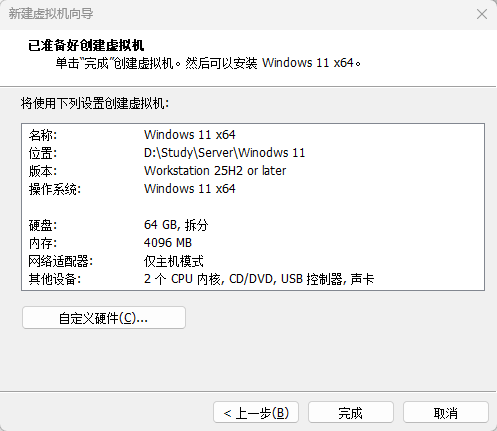 新建虚拟机向导
已准备好创建虚拟机
单击“完成”创建虚拟机。然后可以安装 Windows 11 x64。
将使用下列设置创建虚拟机:
名称: Windows 11 x64
位置: D:\Study\Server\Winodws 11
版本: Workstation 25H2 or later
操作系统: Windows 11 x64
硬盘: 64 GB, 拆分
内存: 4096 MB
网络适配器: 仅主机模式
其他设备: 2 个 CPU 内核, CD/DVD, USB 控制器, 声卡
自定义硬件(C)...
< 上一步(B) 完成 取消